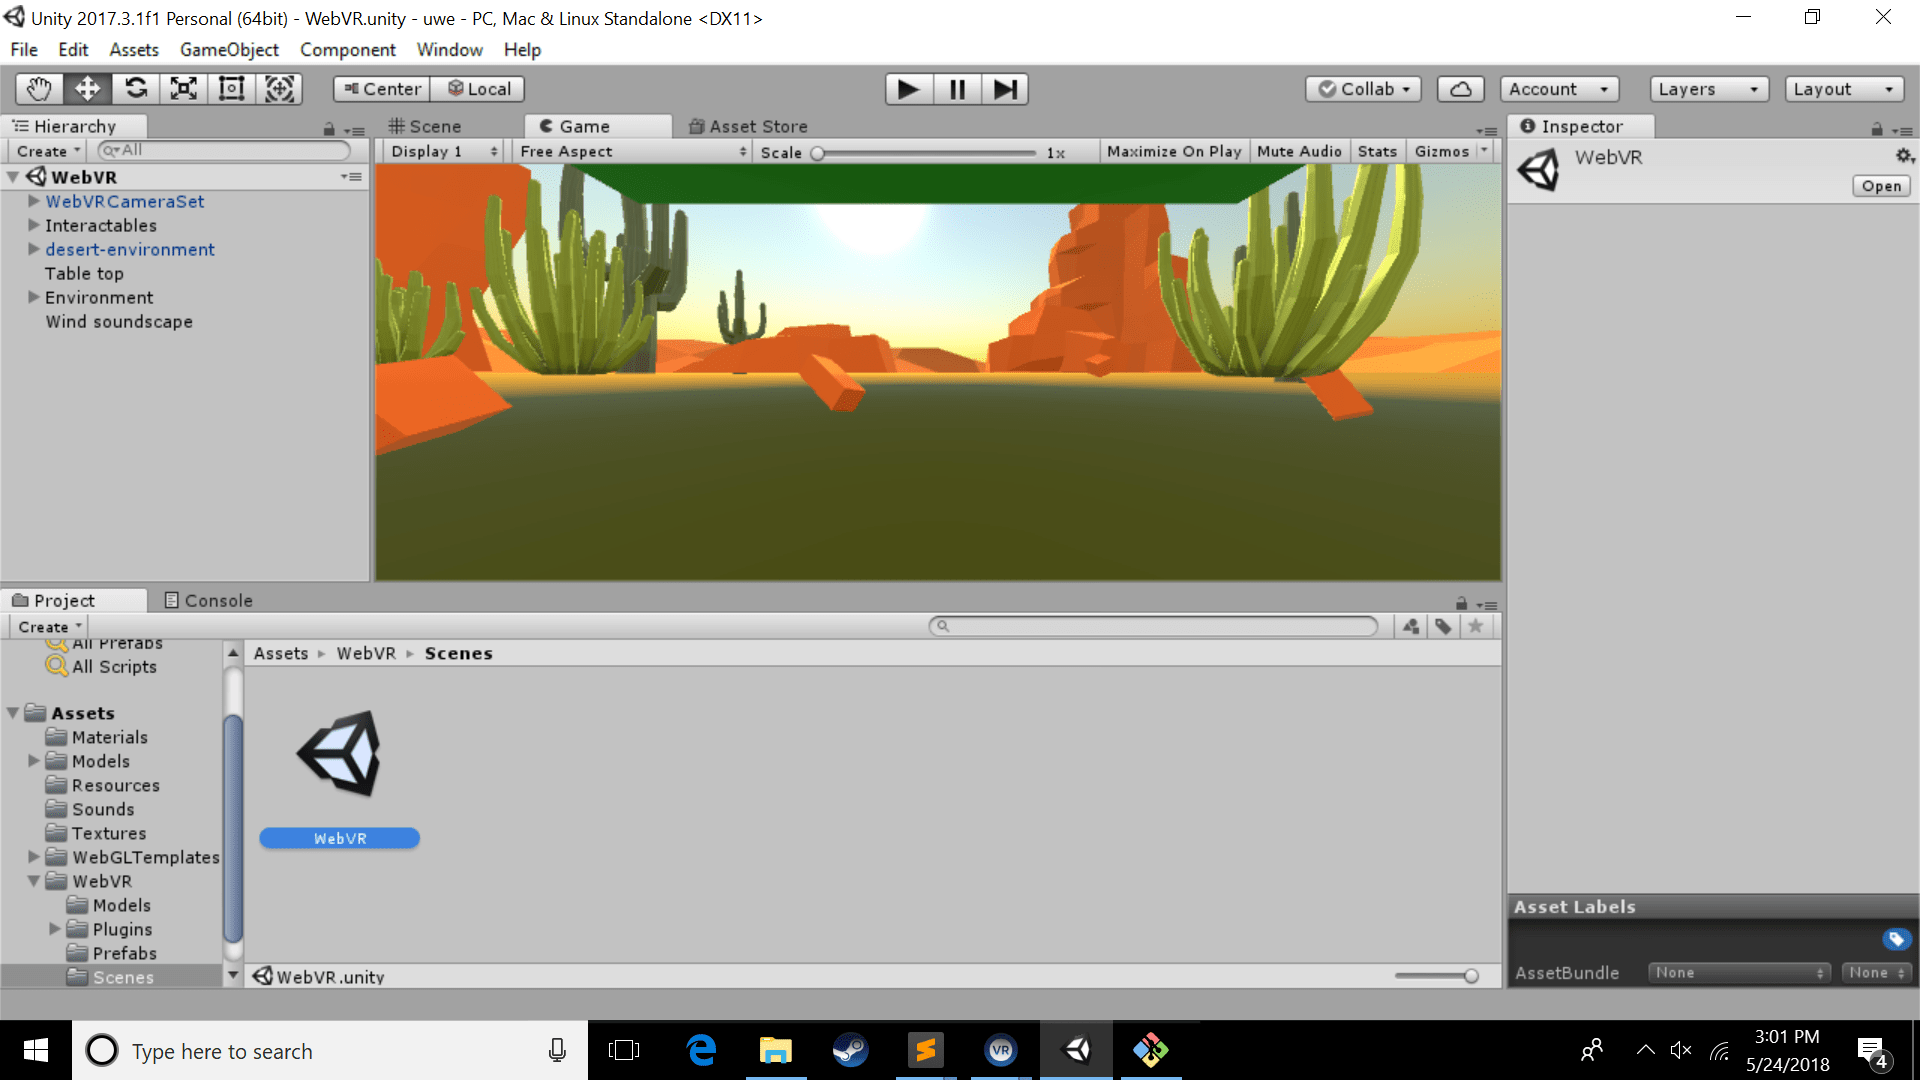 Unity 2017.3.1f1 Personal (64bit) - WebVR.unity - uwe - PC, Mac & Linux Standalone <DX11>
File Edit Assets GameObject Component Window Help
Center Local Collab Account Layers Layout
Hierarchy
Create All
WebVR
WebVRCameraSet
Interactables
desert-environment
Table top
Environment
Wind soundscape
Scene Game Asset Store
Display 1 Free Aspect Scale 1x Maximize On Play Mute Audio Stats Gizmos
Inspector
WebVR
Open
Project Console
Create
All Prefabs
All Scripts
Assets
Materials
Models
Resources
Sounds
Textures
WebGLTemplates
WebVR
Models
Plugins
Prefabs
Scenes
Assets WebVR Scenes
WebVR
WebVR.unity
Asset Labels
AssetBundle None None
Type here to search
VR
3:01 PM
5/24/2018
4